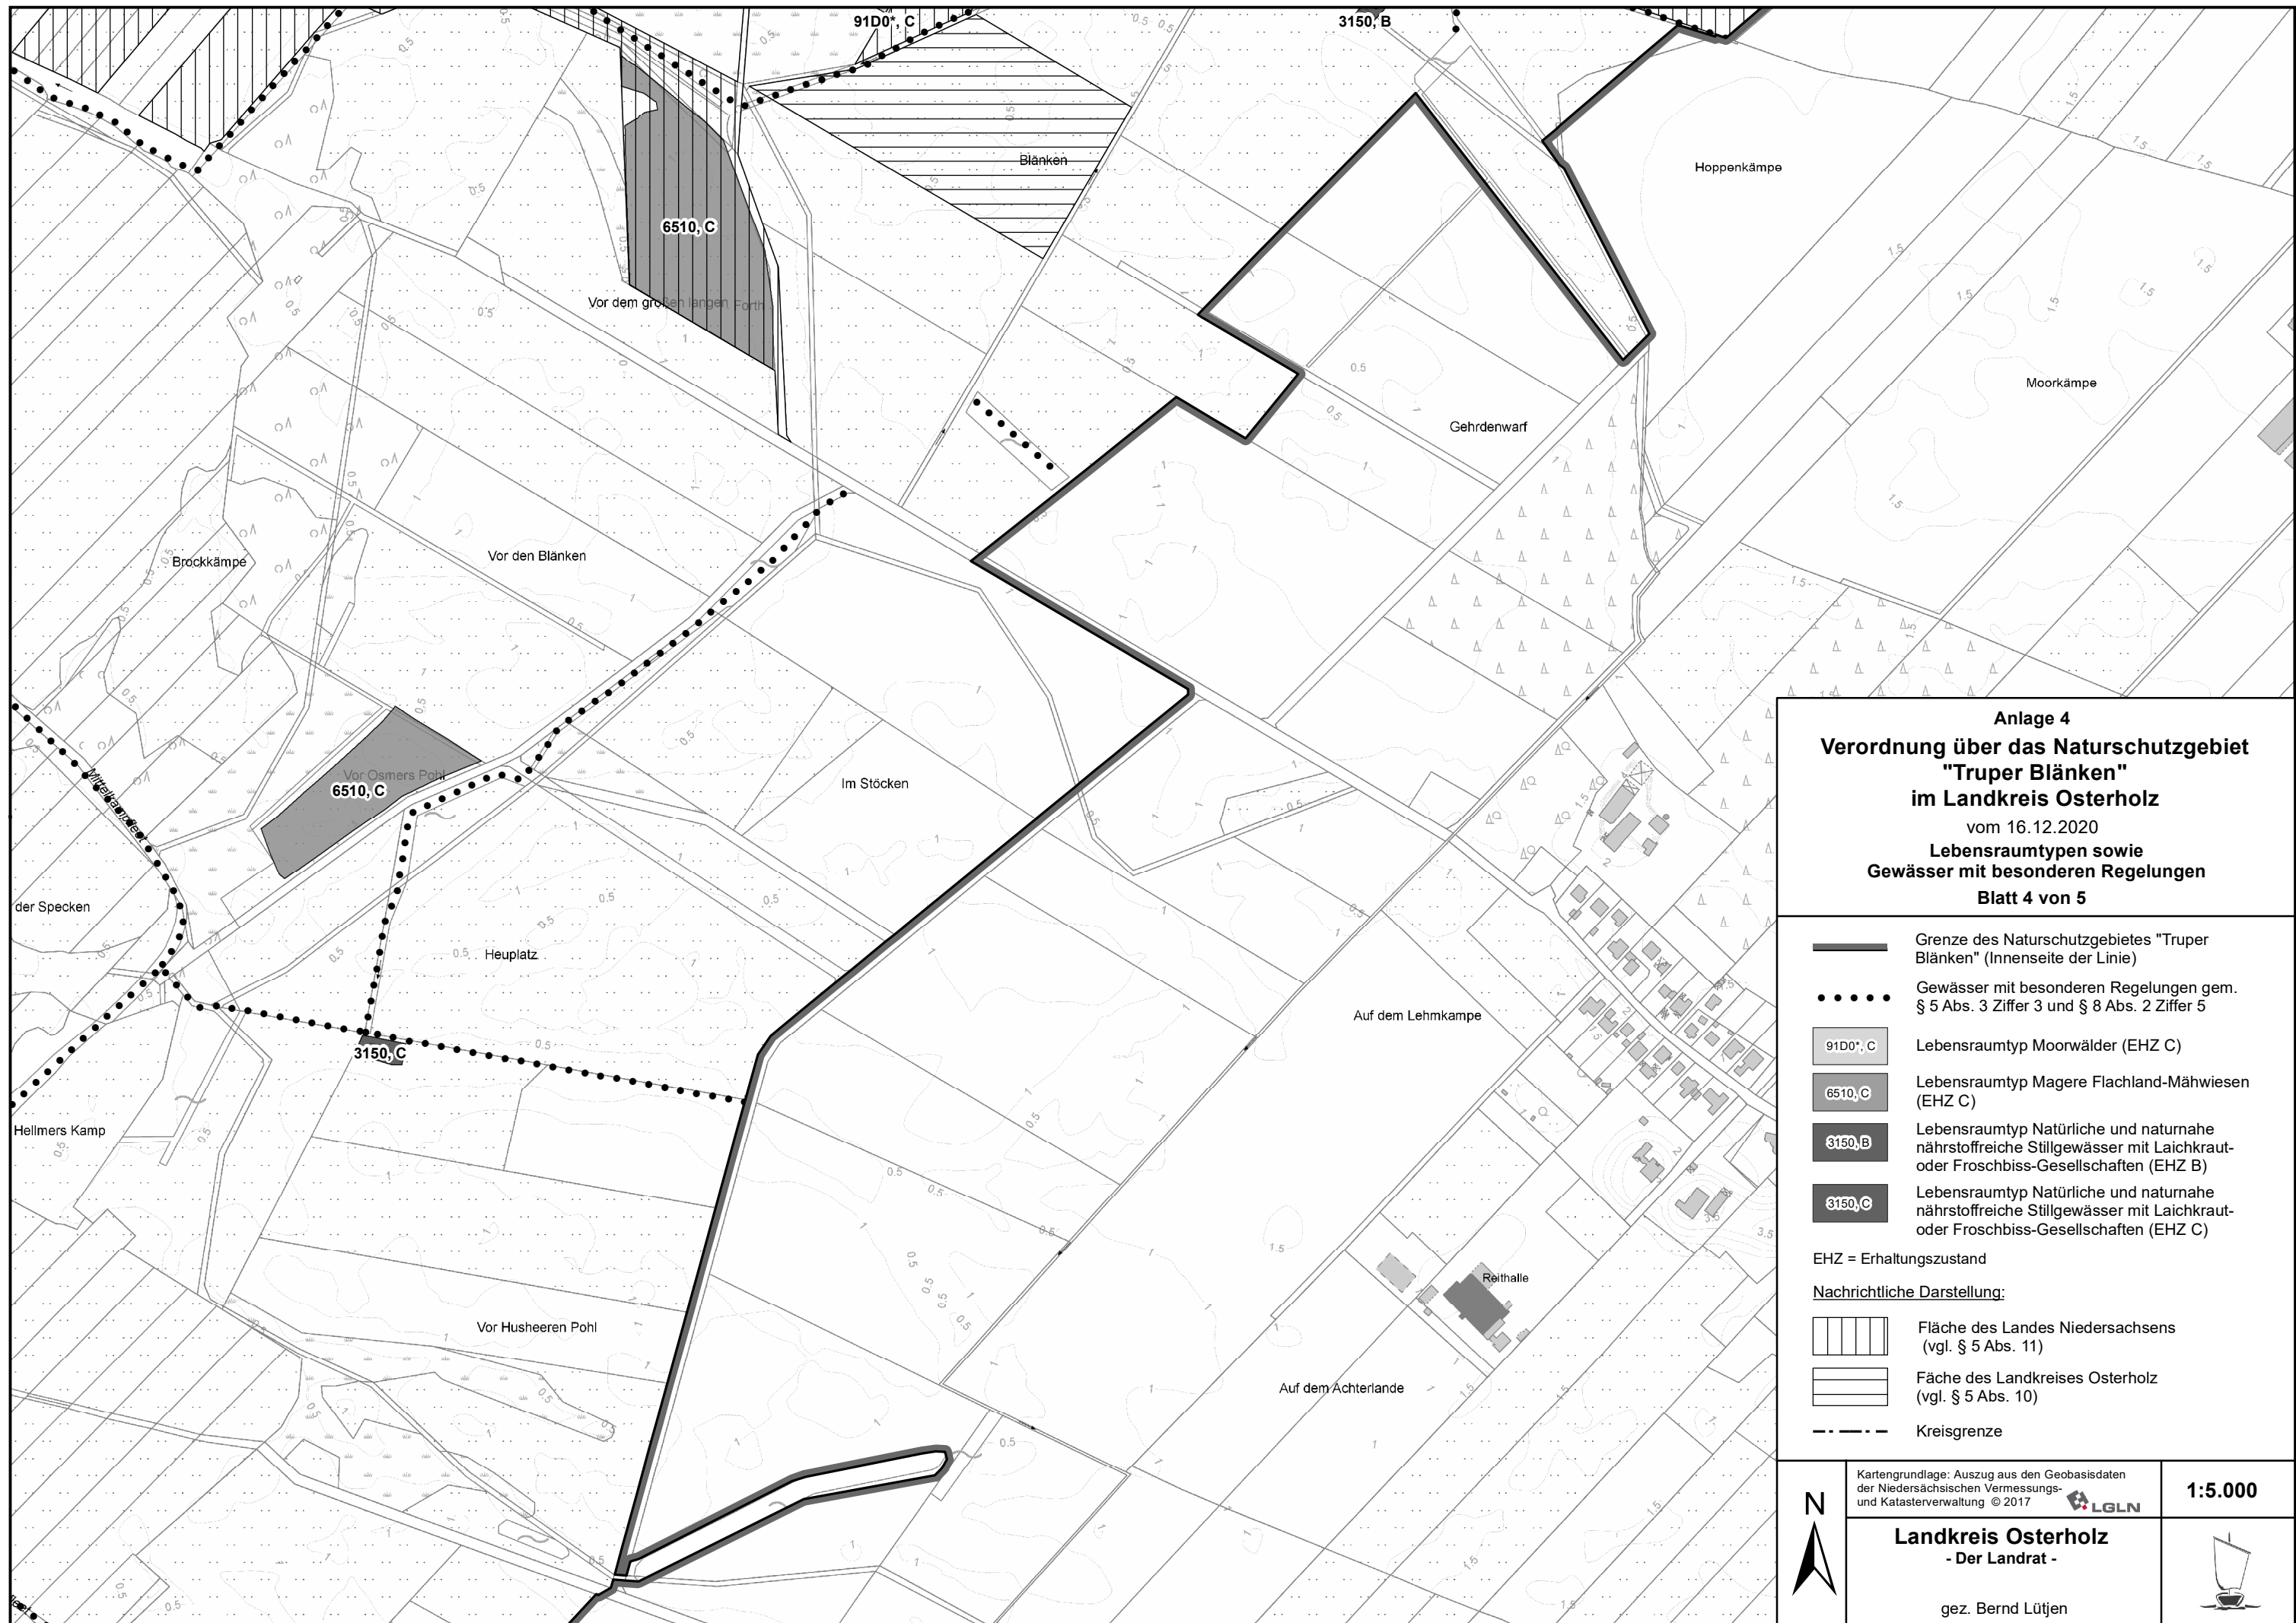 91D0*, C
3150, B
Blänken
Hoppenkämpe
6510, C
Vor dem großen langen Forth
Moorkämpe
Gehrdenwarf
Brockkämpe
Vor den Blänken
Vor Osmers Pohl
6510, C
Im Stöcken
der Specken
Heuplatz
Auf dem Lehmkampe
3150, C
Hellmers Kamp
Reithalle
Vor Husheeren Pohl
Auf dem Achterlande
Anlage 4
Verordnung über das Naturschutzgebiet
"Truper Blänken"
im Landkreis Osterholz
vom 16.12.2020
Lebensraumtypen sowie
Gewässer mit besonderen Regelungen
Blatt 4 von 5
Grenze des Naturschutzgebietes "Truper
Blänken" (Innenseite der Linie)
Gewässer mit besonderen Regelungen gem.
§ 5 Abs. 3 Ziffer 3 und § 8 Abs. 2 Ziffer 5
91D0*, C
Lebensraumtyp Moorwälder (EHZ C)
6510, C
Lebensraumtyp Magere Flachland-Mähwiesen
(EHZ C)
3150, B
Lebensraumtyp Natürliche und naturnahe
nährstoffreiche Stillgewässer mit Laichkraut-
oder Froschbiss-Gesellschaften (EHZ B)
3150, C
Lebensraumtyp Natürliche und naturnahe
nährstoffreiche Stillgewässer mit Laichkraut-
oder Froschbiss-Gesellschaften (EHZ C)
EHZ = Erhaltungszustand
Nachrichtliche Darstellung:
Fläche des Landes Niedersachsens
(vgl. § 5 Abs. 11)
Fäche des Landkreises Osterholz
(vgl. § 5 Abs. 10)
Kreisgrenze
N
Kartengrundlage: Auszug aus den Geobasisdaten
der Niedersächsischen Vermessungs-
und Katasterverwaltung © 2017
LGLN
1:5.000
Landkreis Osterholz
- Der Landrat -
gez. Bernd Lütjen